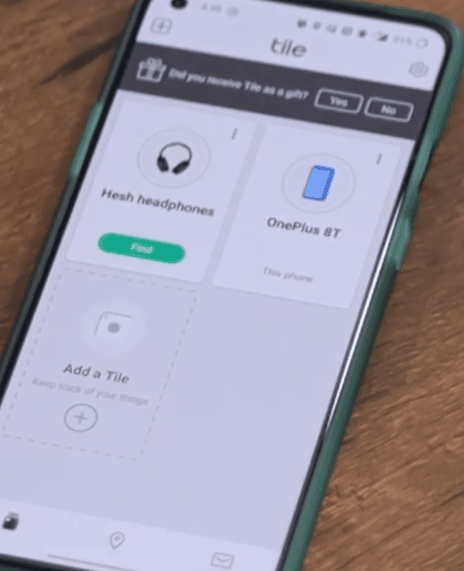 tile
Did you receive Tile as a gift?
Yes
No
Hesh headphones
Find
OnePlus 8T
This phone
Add a Tile
Keep track of your things